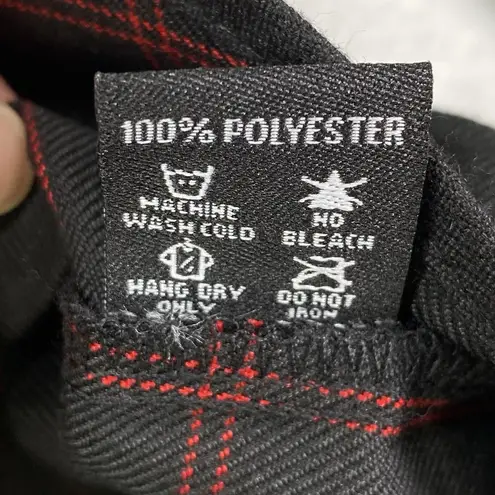 100% POLYESTER
MACHINE
WASH COLD
NO
BLEACH
HANG DRY
ONLY
DO NOT
IRON